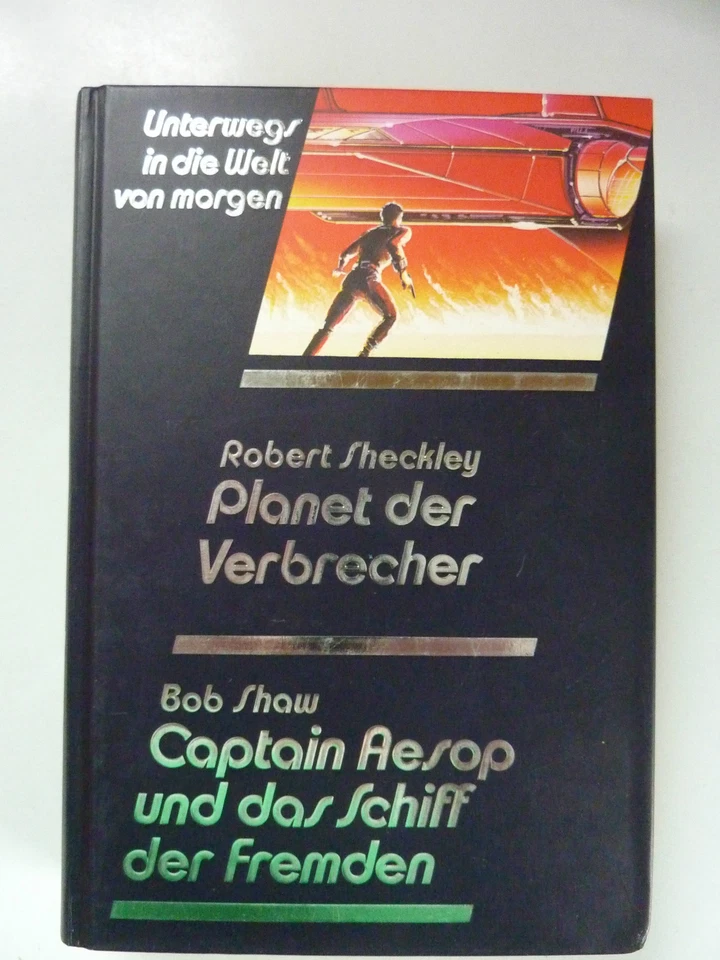 Unterwegs
in die Welt
von morgen
Robert Sheckley
Planet der
Verbrecher
Bob Shaw
Captain Aesop
und das Schiff
der Fremden